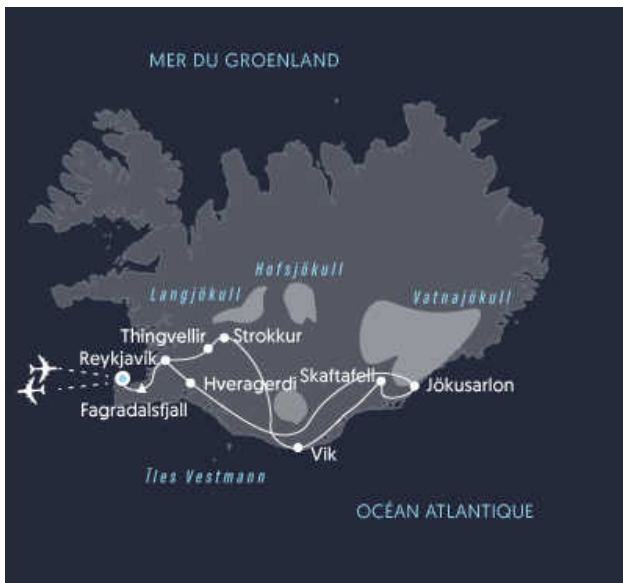 MER DU GROENLAND
Hofsjökull
Langjökull
Vatnajökull
Thingvellir
Strokkur
Reykjavik
Skaftafell
Hveragerdi
Jökusarlon
Fagradalsfjall
Vik
Îles Vestmann
OCÉAN ATLANTIQUE